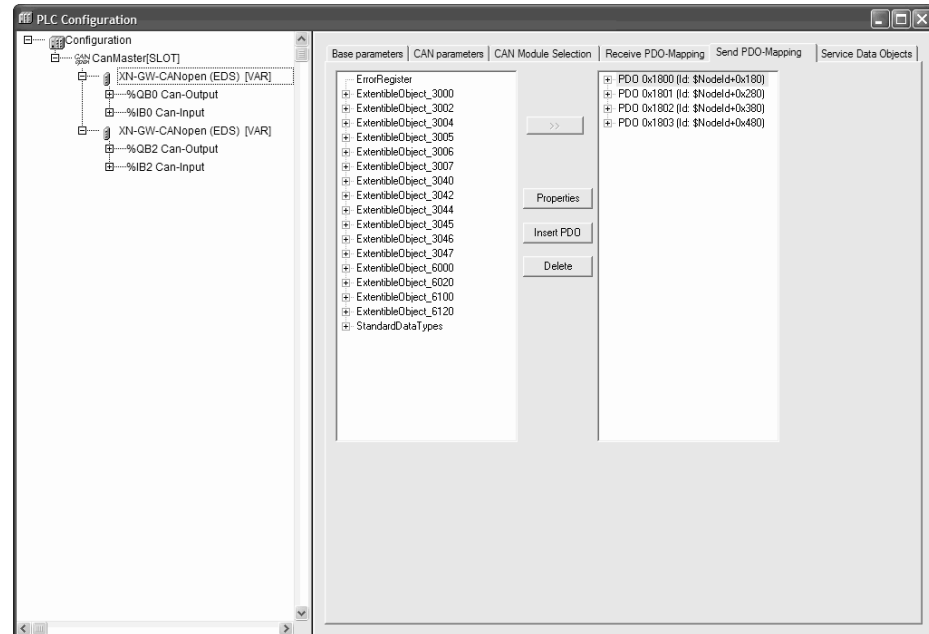 PLC Configuration
Configuration
CanMaster[SLOT]
XN-GW-CANopen (EDS) [VAR]
%QB0 Can-Output
%IB0 Can-Input
XN-GW-CANopen (EDS) [VAR]
%QB2 Can-Output
%IB2 Can-Input
Base parameters
CAN parameters
CAN Module Selection
Receive PDO-Mapping
Send PDO-Mapping
Service Data Objects
ErrorRegister
ExtentibleObject_3000
ExtentibleObject_3002
ExtentibleObject_3004
ExtentibleObject_3005
ExtentibleObject_3006
ExtentibleObject_3007
ExtentibleObject_3040
ExtentibleObject_3042
ExtentibleObject_3044
ExtentibleObject_3045
ExtentibleObject_3046
ExtentibleObject_3047
ExtentibleObject_6000
ExtentibleObject_6020
ExtentibleObject_6100
ExtentibleObject_6120
StandardDataTypes
>>
Properties
Insert PDO
Delete
PDO 0x1800 (Id: $NodeId+0x180)
PDO 0x1801 (Id: $NodeId+0x280)
PDO 0x1802 (Id: $NodeId+0x380)
PDO 0x1803 (Id: $NodeId+0x480)